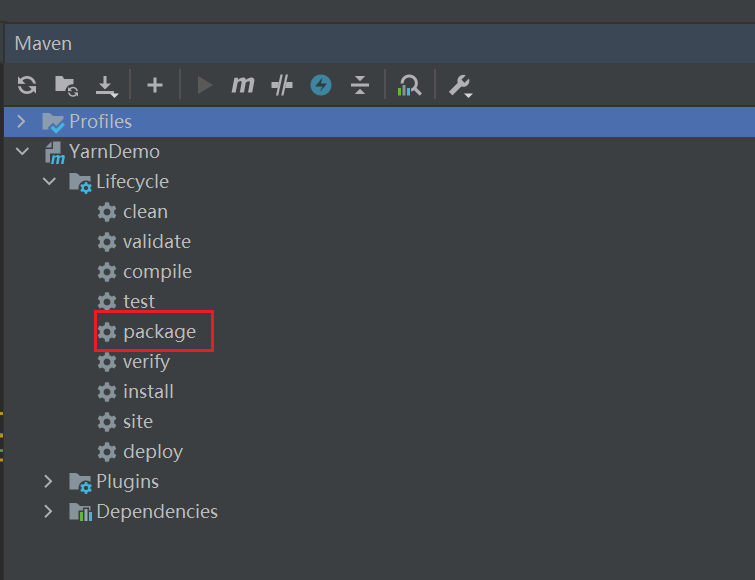 Maven
Profiles
YarnDemo
Lifecycle
clean
validate
compile
test
package
verify
install
site
deploy
Plugins
Dependencies